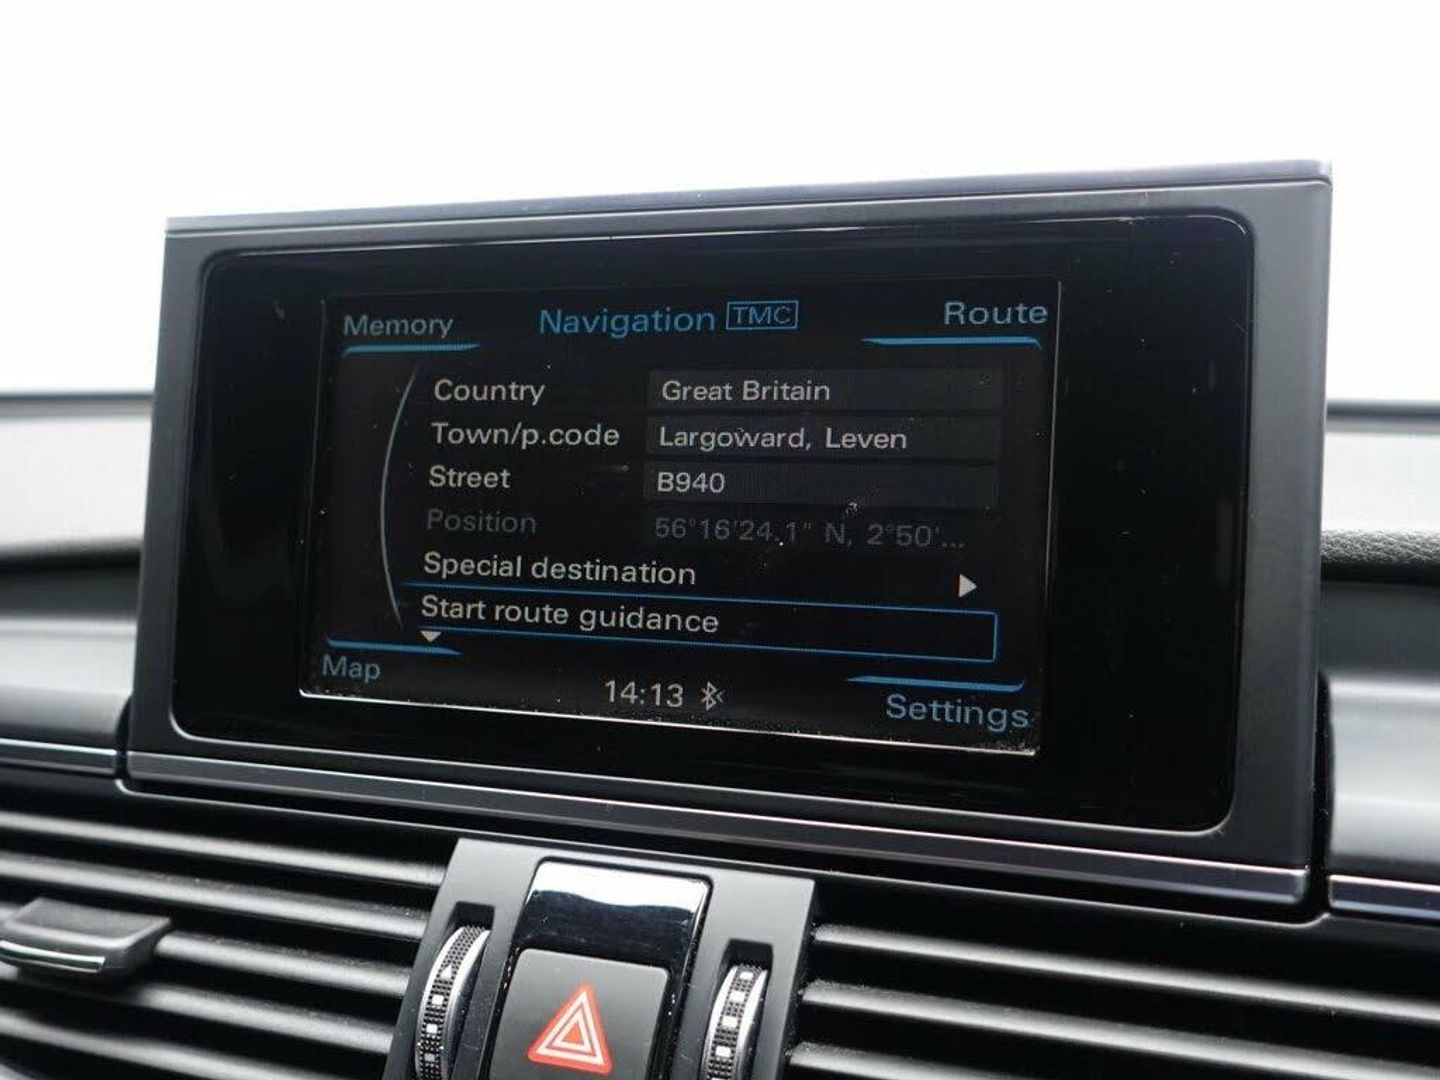 Memory Navigation TMC Route
Country Great Britain
Town/p.code Largoward, Leven
Street B940
Position 56°16'24.1" N, 2°50'...
Special destination
Start route guidance
Map 14:13 Settings